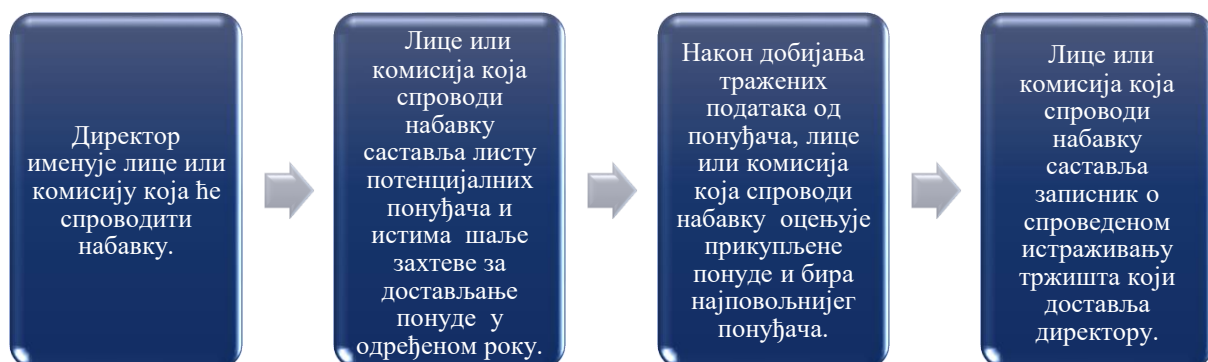 Директор
именује лице или
комисију која ће
спроводити
набавку.
Лице или
комисија која
спроводи
набавку
саставља листу
потенцијалних
понуђача и
истима шаље
захтеве за
достављање
понуде у
одређеном року.
Након добијања
тражених
података од
понуђача, лице
или комисија
која спроводи
набавку оцењује
прикупљене
понуде и бира
најповољнијег
понуђача.
Лице или
комисија која
спроводи
набавку
саставља
записник о
спроведеном
истраживању
тржишта који
доставља
директору.